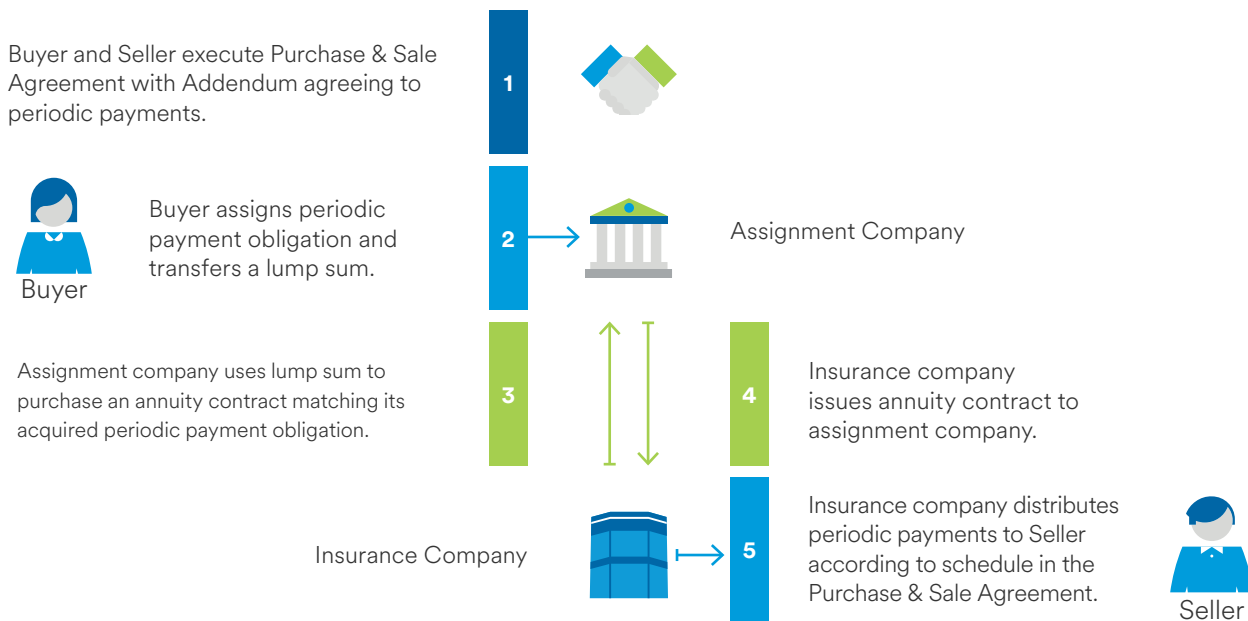 Buyer and Seller execute Purchase & Sale
Agreement with Addendum agreeing to
periodic payments.
1
Buyer
Buyer assigns periodic
payment obligation and
transfers a lump sum.
2
Assignment Company
Assignment company uses lump sum to
purchase an annuity contract matching its
acquired periodic payment obligation.
3
4
Insurance company
issues annuity contract to
assignment company.
Insurance Company
5
Insurance company distributes
periodic payments to Seller
according to schedule in the
Purchase & Sale Agreement.
Seller